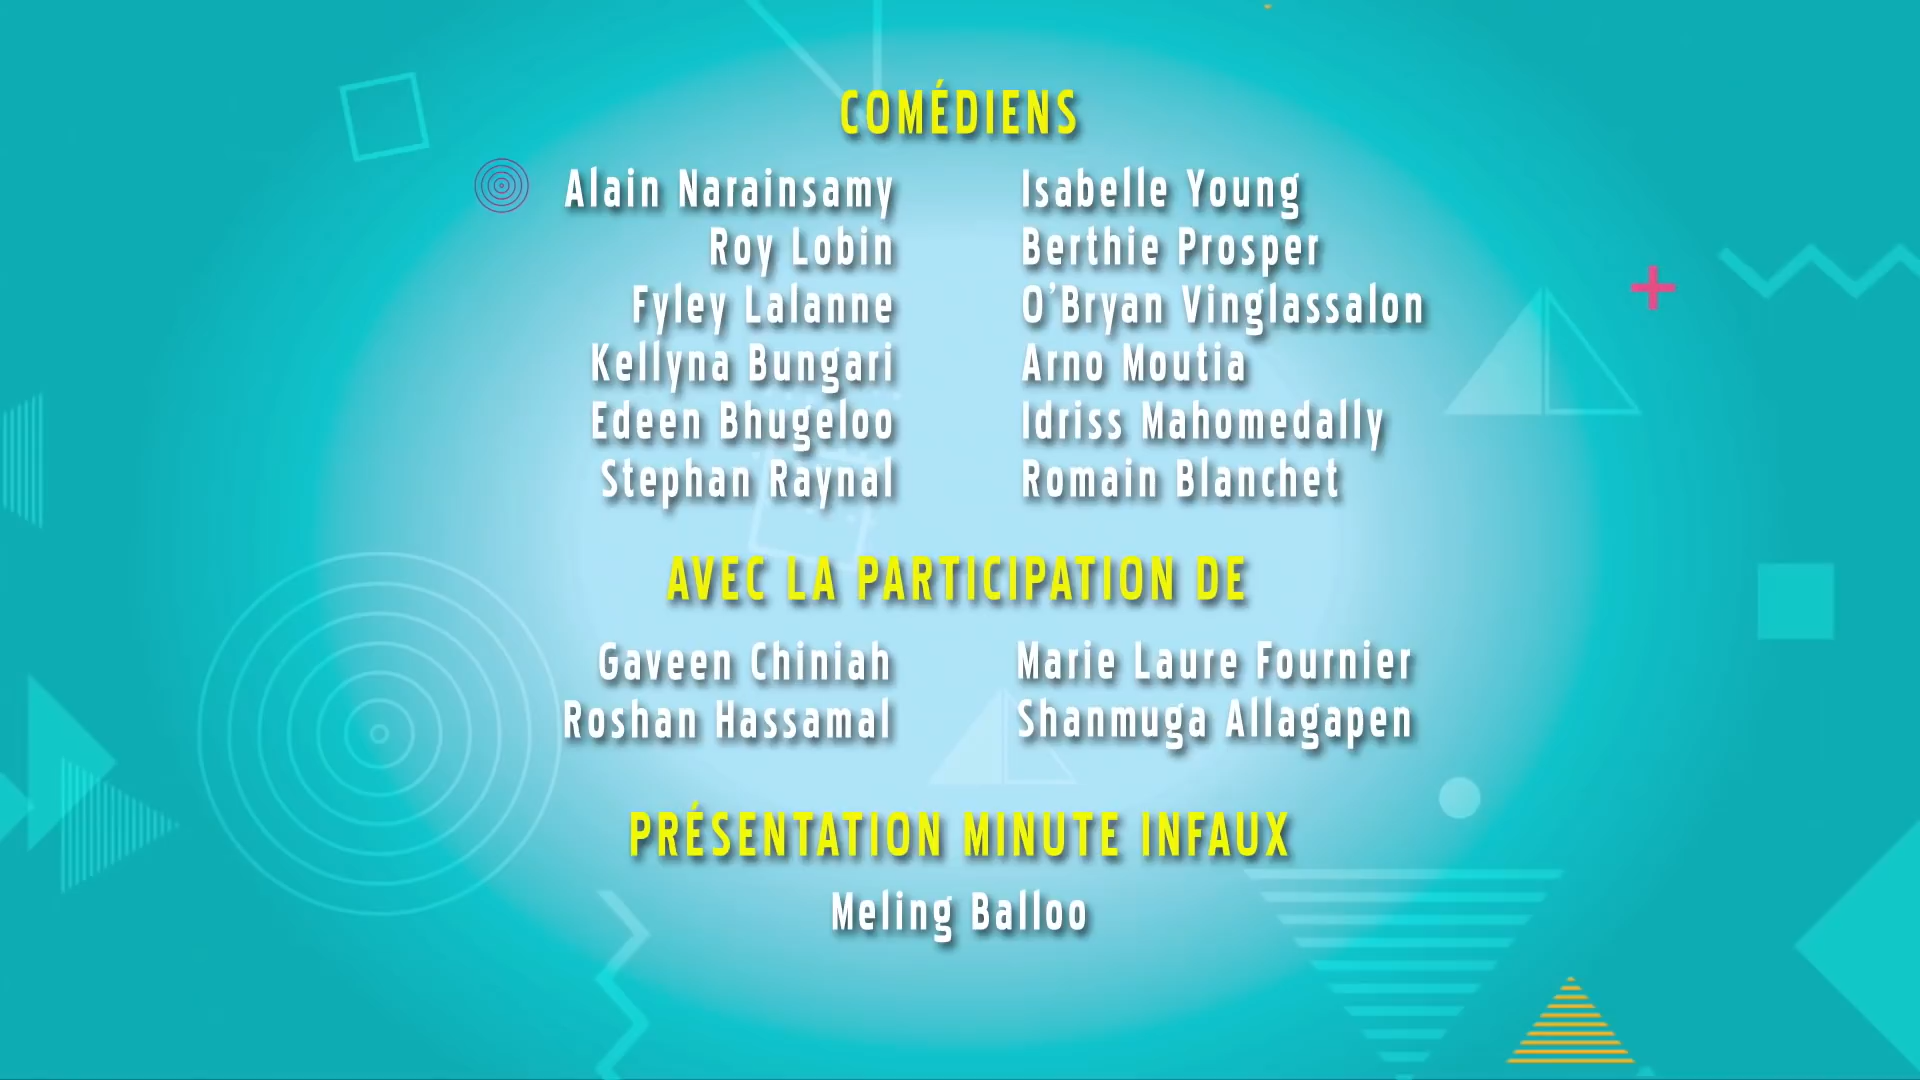 COMÉDIENS
Alain Narainsamy Isabelle Young
Roy Lobin Berthie Prosper
Fyley Lalanne O'Bryan Vinglassalon
Kellyna Bungari Arno Moutia
Edeen Bhugeloo Idriss Mahomedally
Stephan Raynal Romain Blanchet
AVEC LA PARTICIPATION DE
Gaveen Chiniah Marie Laure Fournier
Roshan Hassamal Shanmuga Allagapen
PRÉSENTATION MINUTE INFAUX
Meling Balloo